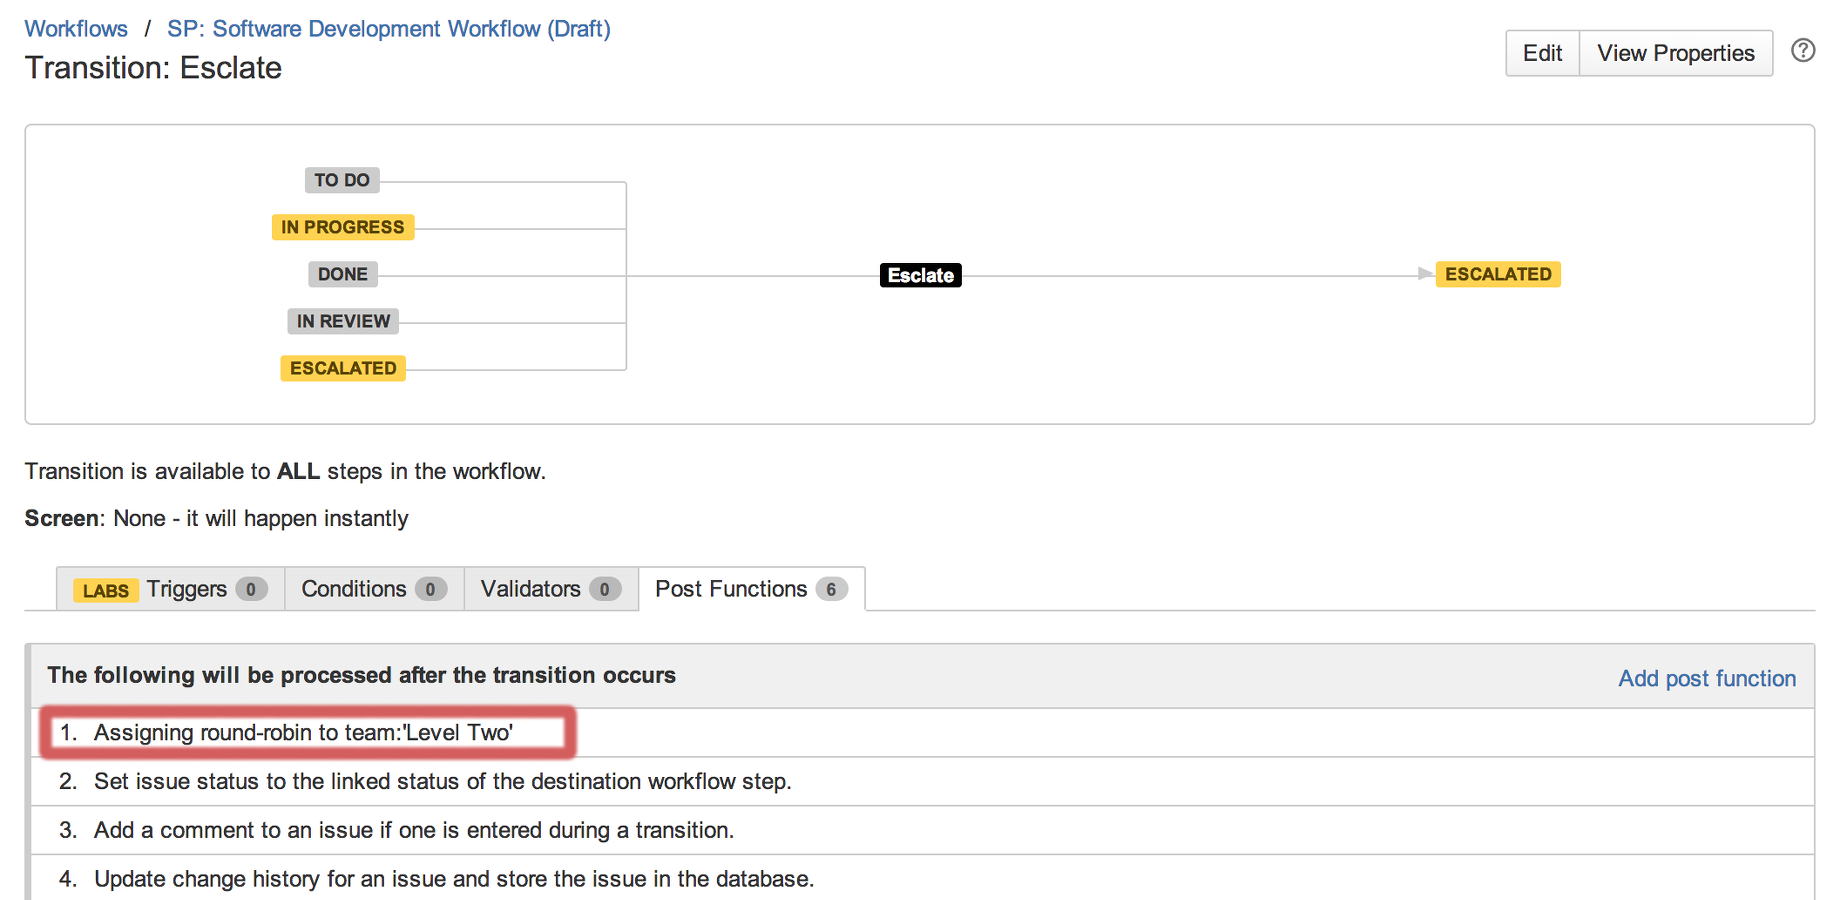 Workflows / SP: Software Development Workflow (Draft)
Transition: Esclate
Edit
View Properties
?
TO DO
IN PROGRESS
DONE
IN REVIEW
ESCALATED
Esclate
ESCALATED
Transition is available to ALL steps in the workflow.
Screen: None - it will happen instantly
LABS Triggers 0
Conditions 0
Validators 0
Post Functions 6
The following will be processed after the transition occurs
Add post function
1. Assigning round-robin to team:'Level Two'
2. Set issue status to the linked status of the destination workflow step.
3. Add a comment to an issue if one is entered during a transition.
4. Update change history for an issue and store the issue in the database.